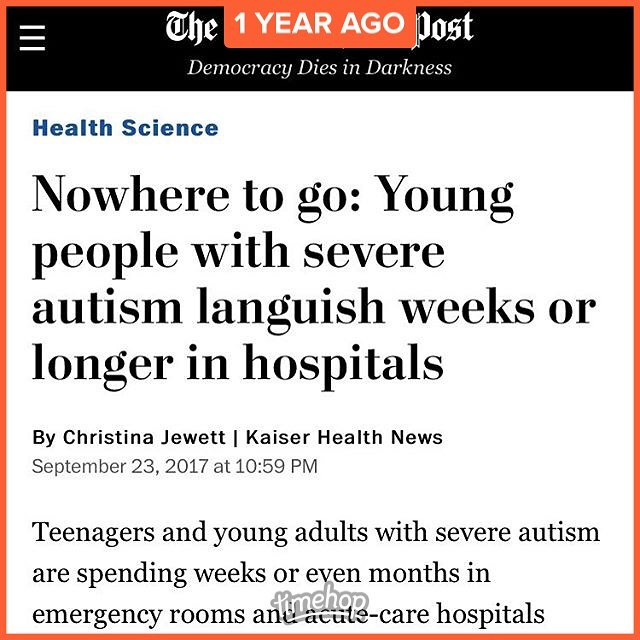 The
1 YEAR AGO
Post
Democracy Dies in Darkness
Health Science
Nowhere to go: Young
people with severe
autism languish weeks or
longer in hospitals
By Christina Jewett | Kaiser Health News
September 23, 2017 at 10:59 PM
Teenagers and young adults with severe autism
are spending weeks or even months in
emergency rooms and acute-care hospitals
timehop